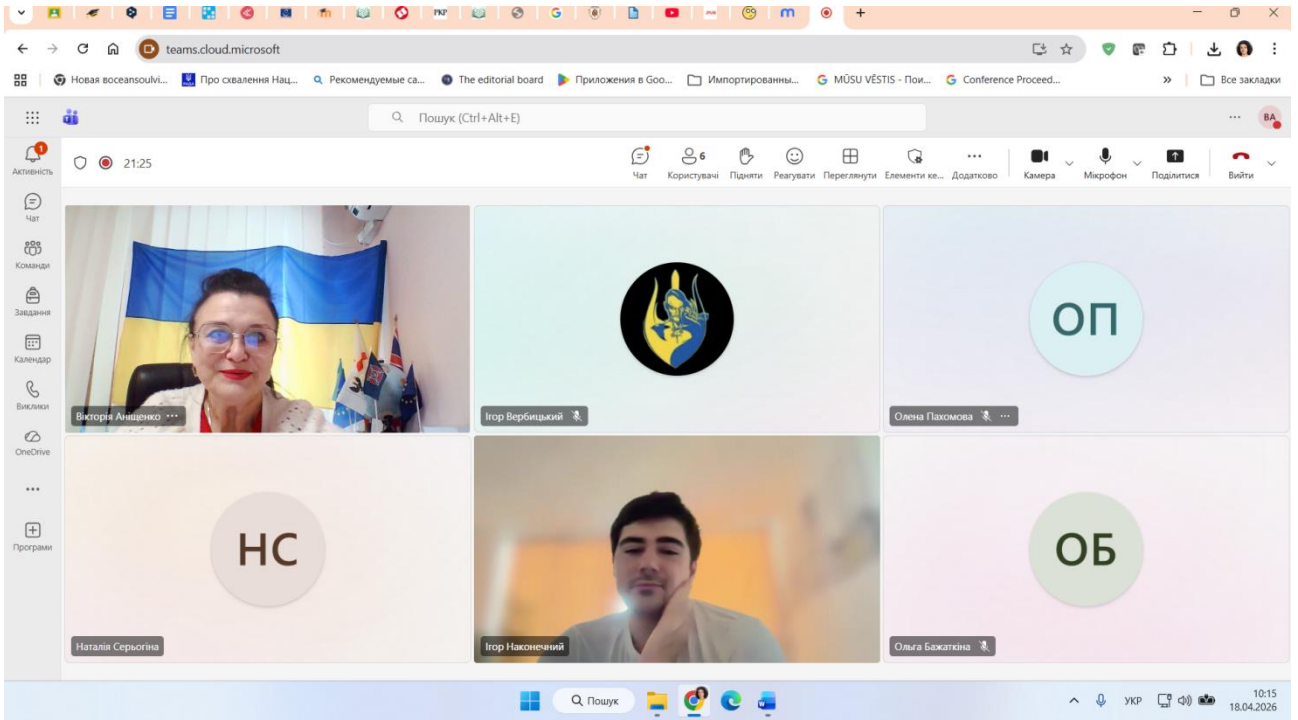 PKP
teams.cloud.microsoft
Новая воceansoulvi...
Про схвалення Нац...
Рекомендуемые са...
The editorial board
Приложения в Goo...
Импортированны...
MŪSU VĒSTIS - Пои...
Conference Proceed...
Все закладки
Пошук (Ctrl+Alt+E)
BA
1
Активність
21:25
Чат
6
Користувачі
Підняти
Реагувати
Переглянути
Елементи ке...
Додатково
Камера
Мікрофон
Поділитися
Вийти
Чат
Команди
Завдання
Календар
Виклики
OneDrive
Програми
Вікторія Аніщенко
Ігор Вербицький
ОП
Олена Пахомова
НС
Наталія Серьогіна
Ігор Наконечний
ОБ
Ольга Бажаткіна
Пошук
УКР
10:15
18.04.2026